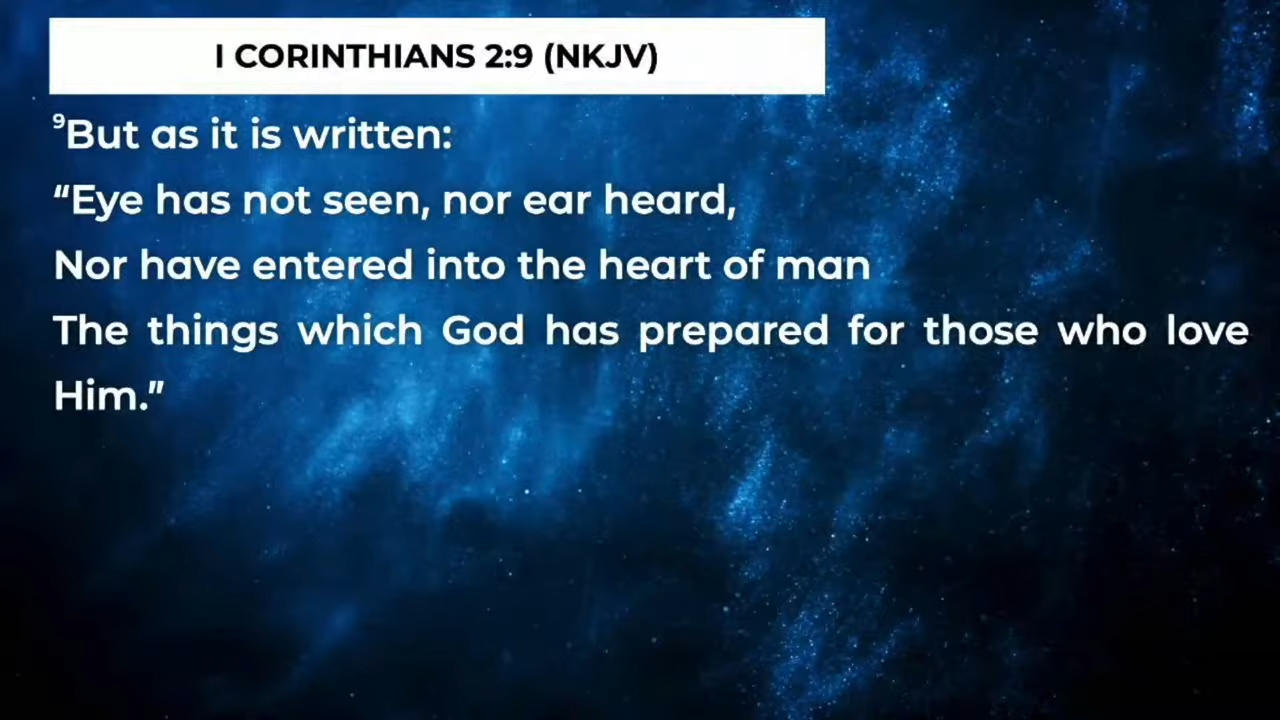 I CORINTHIANS 2:9 (NKJV)
⁹But as it is written:
“Eye has not seen, nor ear heard,
Nor have entered into the heart of man
The things which God has prepared for those who love
Him.”